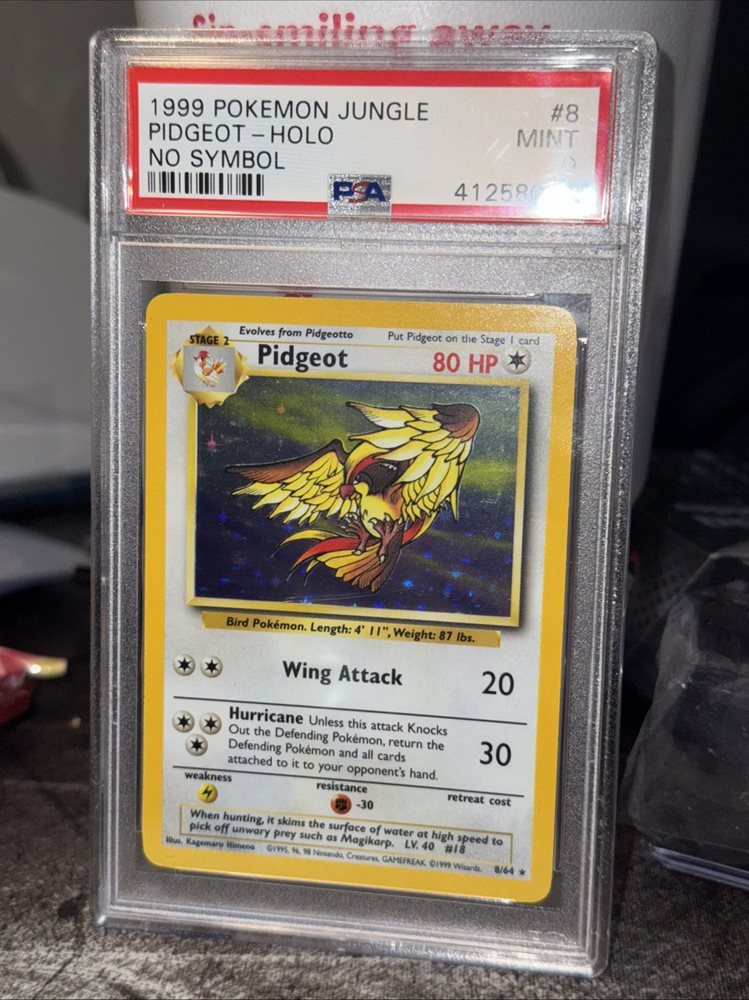 smiling away
1999 POKEMON JUNGLE #8
PIDGEOT – HOLO MINT
NO SYMBOL 9
PSA 41258
STAGE 2 Evolves from Pidgeotto Put Pidgeot on the Stage 1 card
Pidgeot 80 HP
Bird Pokémon. Length: 4' 11", Weight: 87 lbs.
Wing Attack 20
Hurricane Unless this attack Knocks
Out the Defending Pokémon, return the
Defending Pokémon and all cards
attached to it to your opponent's hand.
30
weakness
resistance
retreat cost
-30
When hunting, it skims the surface of water at high speed to
pick off unwary prey such as Magikarp. LV. 40 #18
Illus. Kagemaru Himeno ©1995, 96, 98 Nintendo, Creatures, GAMEFREAK. ©1999 Wizards. 8/64